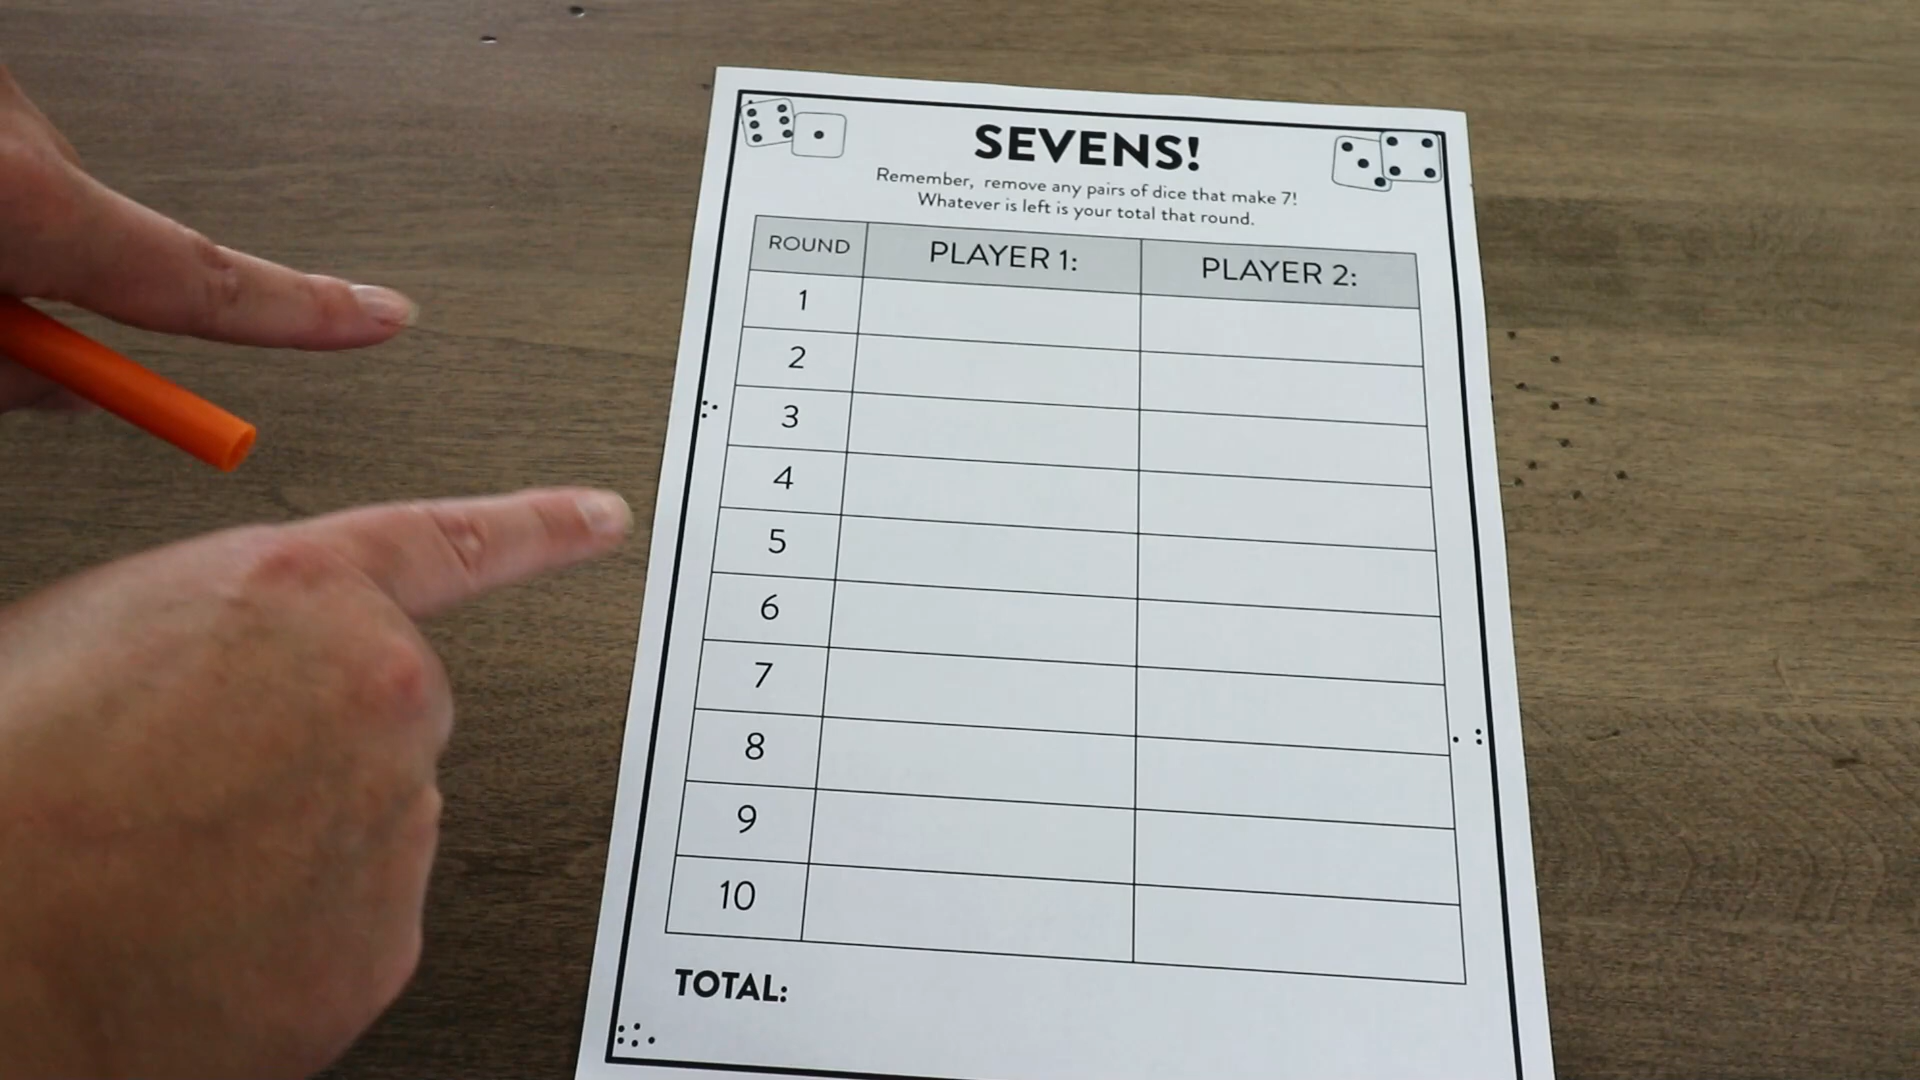 SEVENS!
Remember, remove any pairs of dice that make 7!
Whatever is left is your total that round.
ROUND PLAYER 1: PLAYER 2:
1
2
3
4
5
6
7
8
9
10
TOTAL: